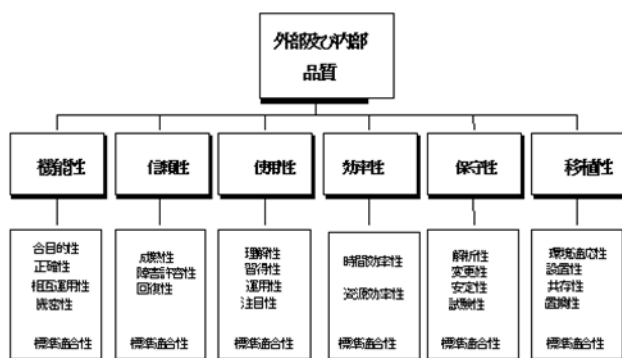 外部及び内部
品質
機能性
信頼性
使用性
効率性
保守性
移植性
合目的性
正確性
相互運用性
機密性
標準適合性
成熟性
障害許容性
回復性
標準適合性
理解性
習得性
運用性
注目性
標準適合性
時間効率性
資源効率性
標準適合性
解析性
変更性
安定性
試験性
標準適合性
環境適応性
設置性
共存性
置換性
標準適合性